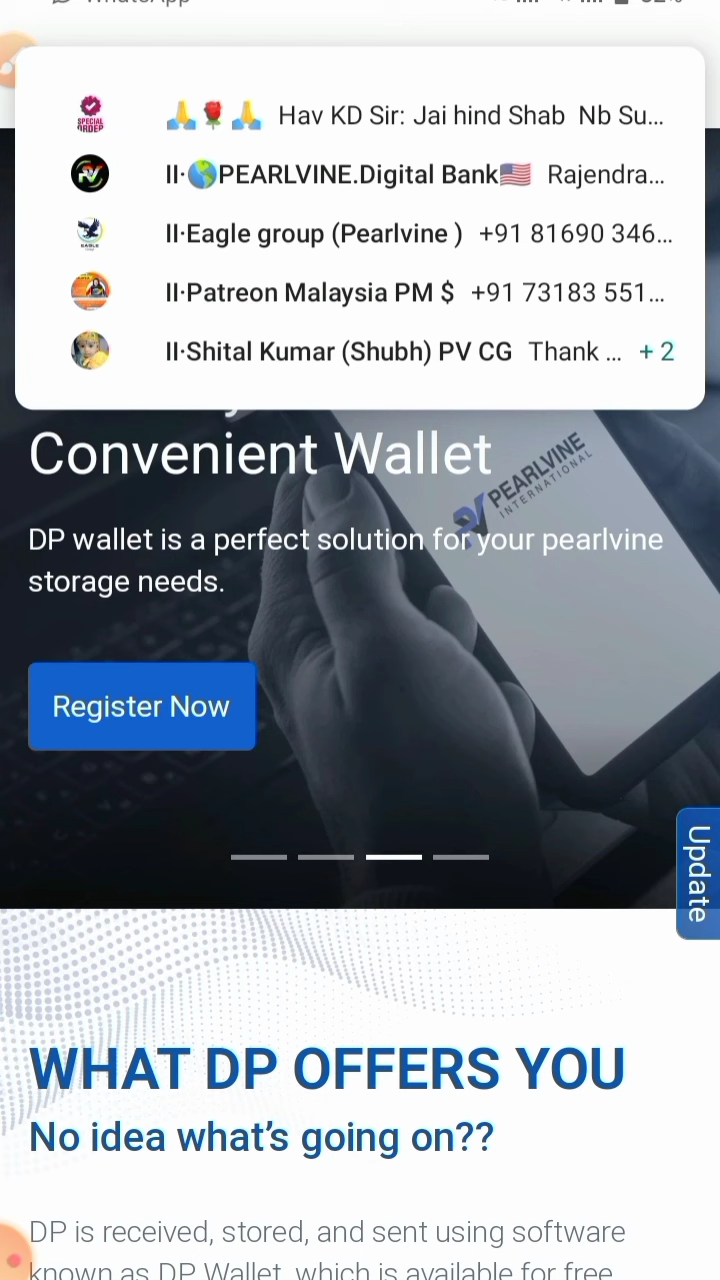 WhatsApp
SPECIAL
ORDER
🙏🌹🙏 Hav KD Sir: Jai hind Shab Nb Su...
II·🌎PEARLVINE.Digital Bank🇺🇸 Rajendra...
II·Eagle group (Pearlvine ) +91 81690 346...
EAGLE
II·Patreon Malaysia PM $ +91 73183 551...
II·Shital Kumar (Shubh) PV CG Thank ... + 2
Convenient Wallet
PEARLVINE
INTERNATIONAL
DP wallet is a perfect solution for your pearlvine
storage needs.
Register Now
Update
WHAT DP OFFERS YOU
No idea what's going on??
DP is received, stored, and sent using software
known as DP Wallet, which is available for free